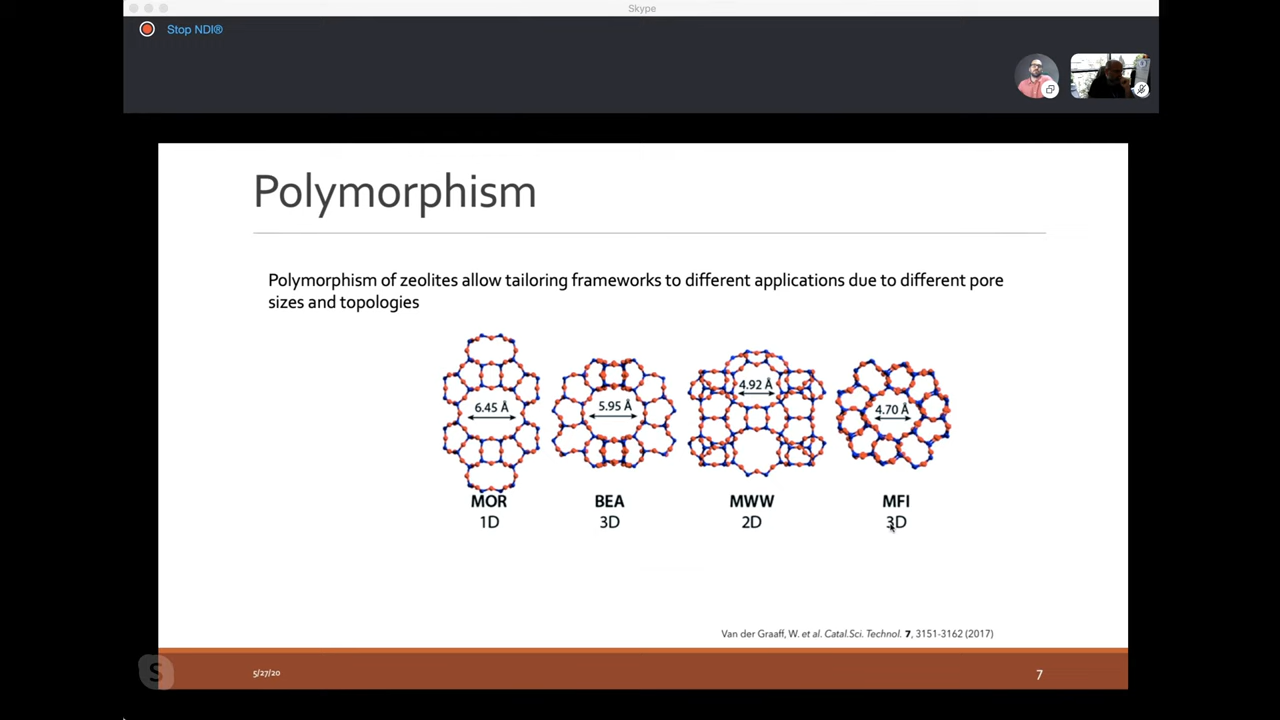 Skype
Stop NDI®
Polymorphism
Polymorphism of zeolites allow tailoring frameworks to different applications due to different pore
sizes and topologies
6.45 Å
5.95 Å
4.92 Å
4.70 Å
MOR
BEA
MWW
MFI
1D
3D
2D
3D
Van der Graaff, W. et al. Catal.Sci. Technol. 7, 3151-3162 (2017)
S
5/27/20
7